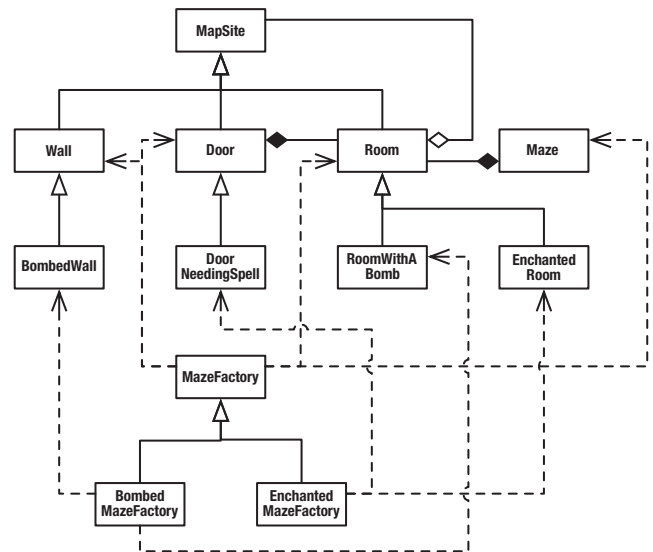 MapSite
Wall
Door
Room
Maze
BombedWall
Door
NeedingSpell
RoomWithA
Bomb
Enchanted
Room
MazeFactory
Bombed
MazeFactory
Enchanted
MazeFactory